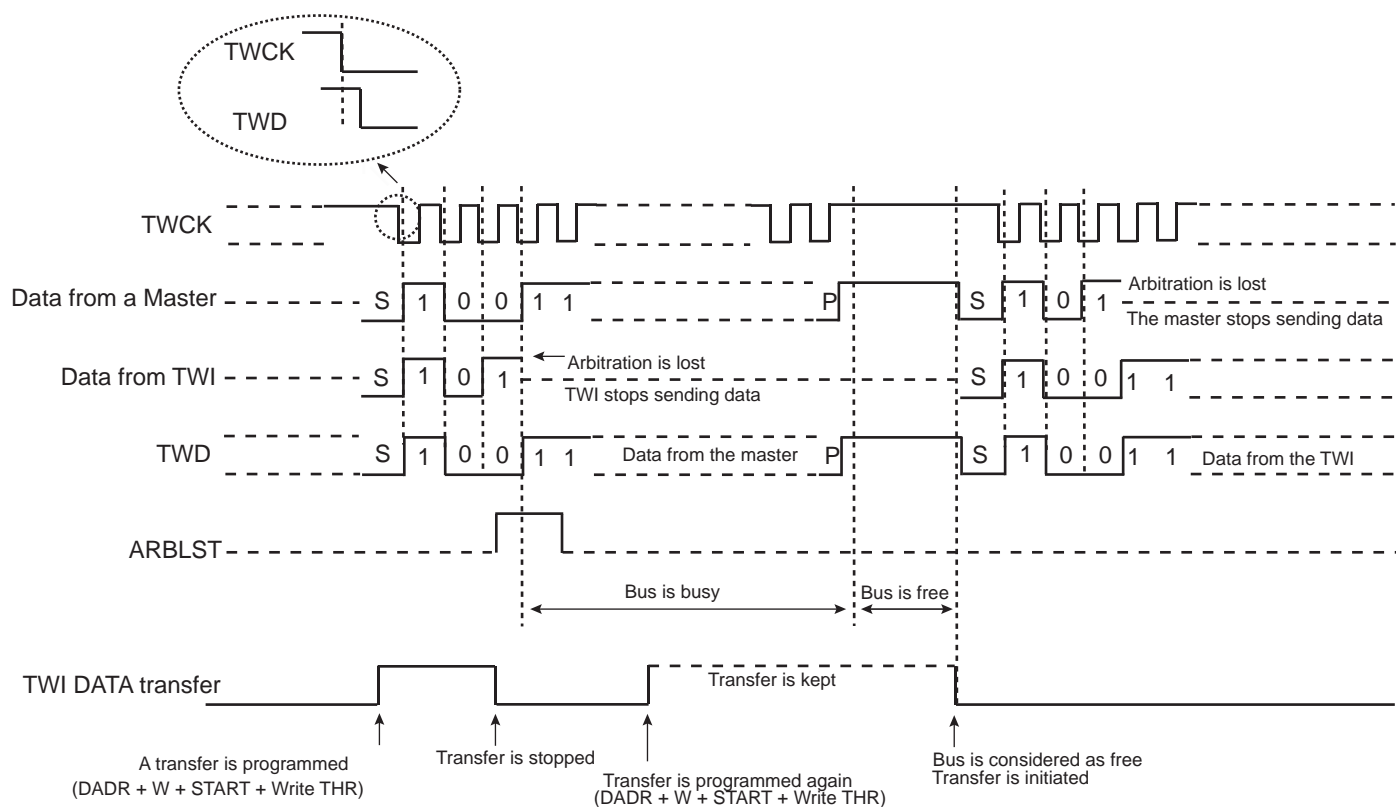 TWCK
TWD
TWCK
Data from a Master
S 1 0 0 1 1
P
S 1 0 1
Arbitration is lost
The master stops sending data
Data from TWI
S 1 0 1
Arbitration is lost
TWI stops sending data
S 1 0 0 1 1
TWD
S 1 0 0 1 1
Data from the master
P
S 1 0 0 1 1
Data from the TWI
ARBLST
Bus is busy
Bus is free
TWI DATA transfer
Transfer is kept
A transfer is programmed
(DADR + W + START + Write THR)
Transfer is stopped
Transfer is programmed again
(DADR + W + START + Write THR)
Bus is considered as free
Transfer is initiated